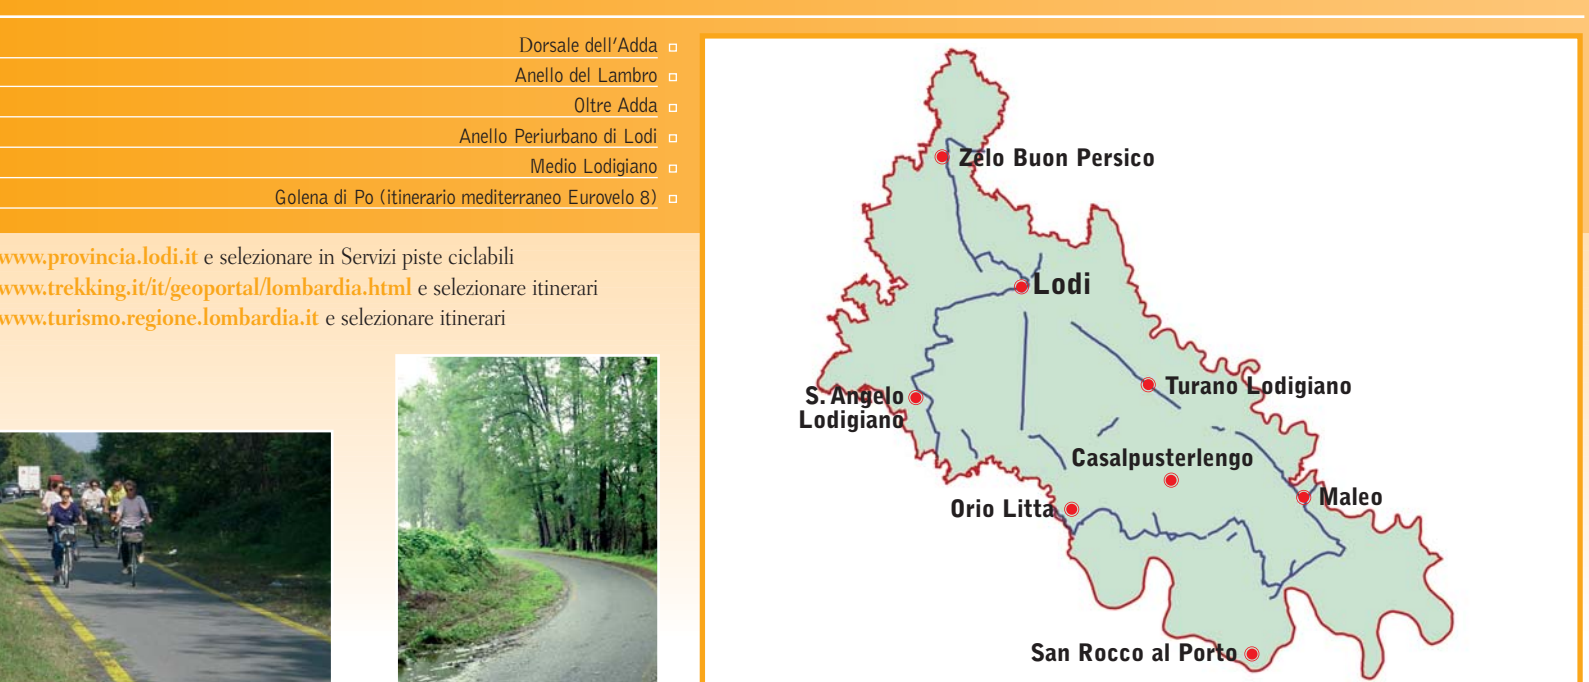 Dorsale dell'Adda
Anello del Lambro
Oltre Adda
Anello Periurbano di Lodi
Medio Lodigiano
Golena di Po (itinerario mediterraneo Eurovelo 8)
www.provincia.lodi.it e selezionare in Servizi piste ciclabili
www.trekking.it/it/geoportal/lombardia.html e selezionare itinerari
www.turismo.regione.lombardia.it e selezionare itinerari
Zelo Buon Persico
Lodi
Turano Lodigiano
S. Angelo
Lodigiano
Casalpusterlengo
Maleo
Orio Litta
San Rocco al Porto